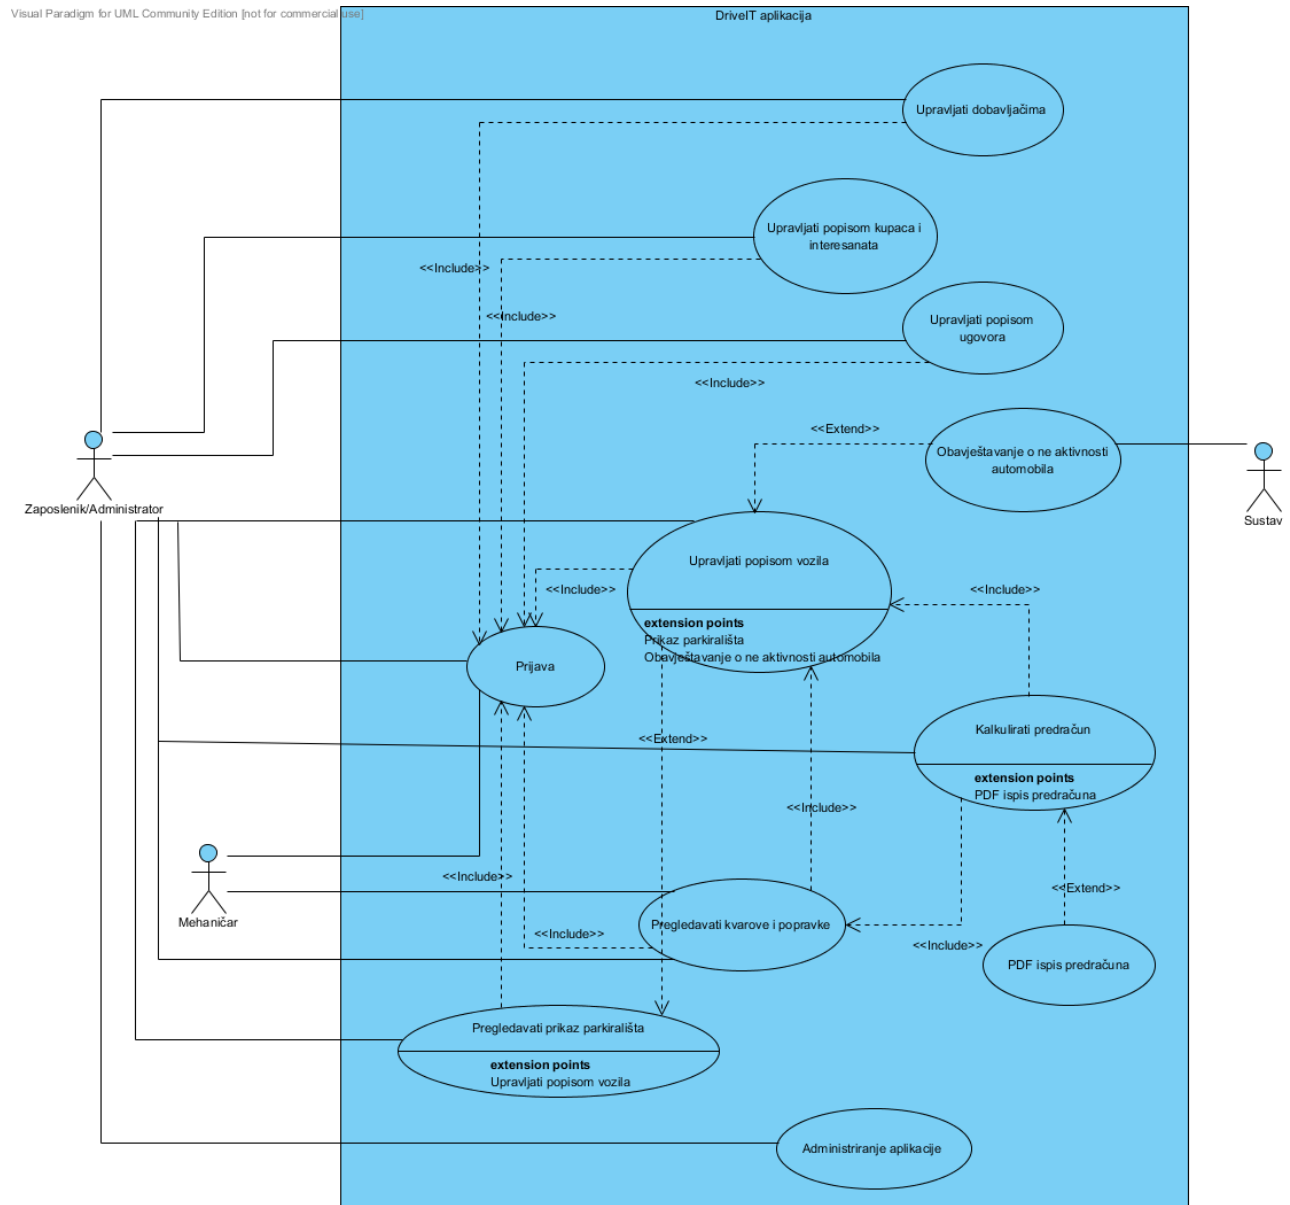 Visual Paradigm for UML Community Edition [not for commercial use]
DriveIT aplikacija
Upravljati dobavljačima
Upravljati popisom kupaca i
interesanata
<<Include>>
<<Include>>
Upravljati popisom
ugovora
<<Include>>
<<Extend>>
Obavještavanje o ne aktivnosti
automobila
Zaposlenik/Administrator
Sustav
Upravljati popisom vozila
<<Include>>
<<Include>>
extension points
Prikaz parkirališta
Obavještavanje o ne aktivnosti automobila
Prijava
Kalkulirati predračun
<<Extend>>
extension points
PDF ispis predračuna
<<Include>>
<<Include>>
<<Extend>>
Mehaničar
Pregledavati kvarove i popravke
<<Include>>
<<Include>>
PDF ispis predračuna
Pregledavati prikaz parkirališta
extension points
Upravljati popisom vozila
Administriranje aplikacije